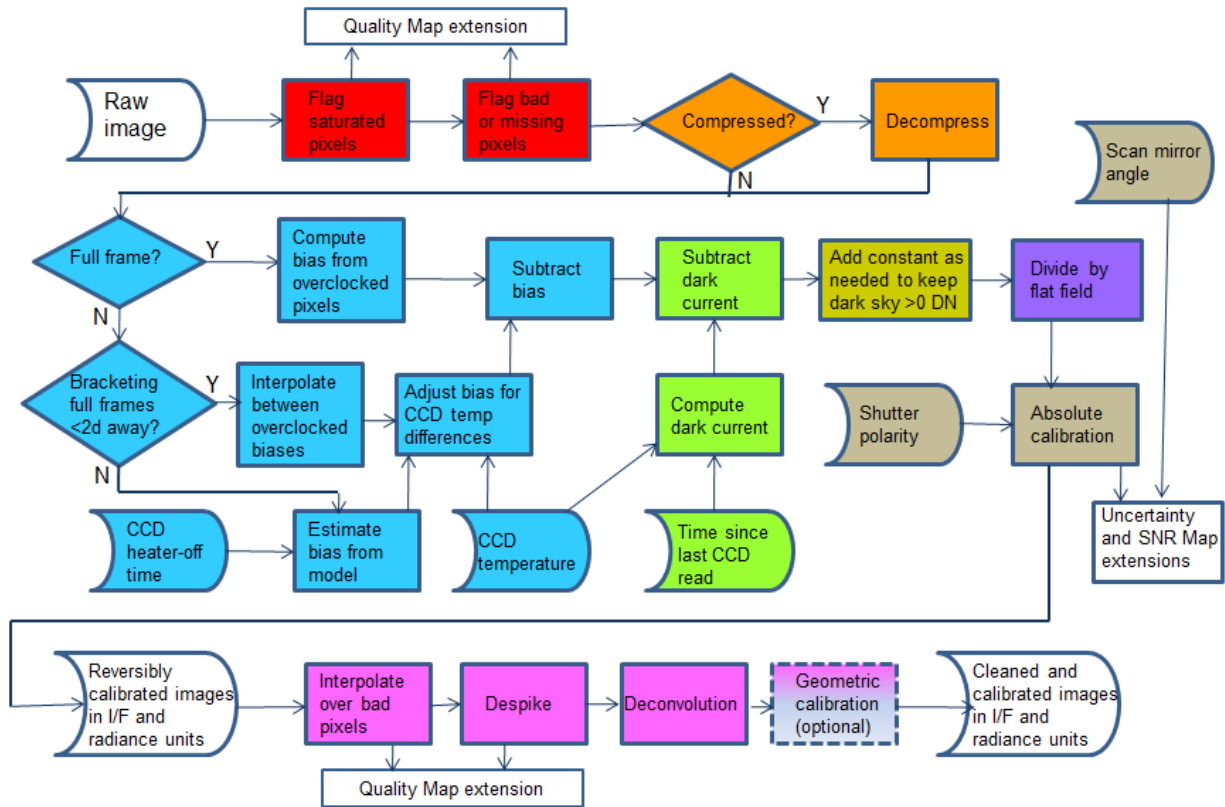 Quality Map extension
Raw
image
Flag
saturated
pixels
Flag bad
or missing
pixels
Compressed?
Y
Decompress
N
Scan mirror
angle
Full frame?
Y
Compute
bias from
overclocked
pixels
Subtract
bias
Subtract
dark
current
Add constant as
needed to keep
dark sky >0 DN
Divide by
flat field
N
Bracketing
full frames
<2d away?
Y
Interpolate
between
overclocked
biases
Adjust bias for
CCD temp
differences
Compute
dark current
Shutter
polarity
Absolute
calibration
N
CCD
heater-off
time
Estimate
bias from
model
CCD
temperature
Time since
last CCD
read
Uncertainty
and SNR Map
extensions
Reversibly
calibrated images
in I/F and
radiance units
Interpolate
over bad
pixels
Despike
Deconvolution
Geometric
calibration
(optional)
Cleaned and
calibrated images
in I/F and
radiance units
Quality Map extension